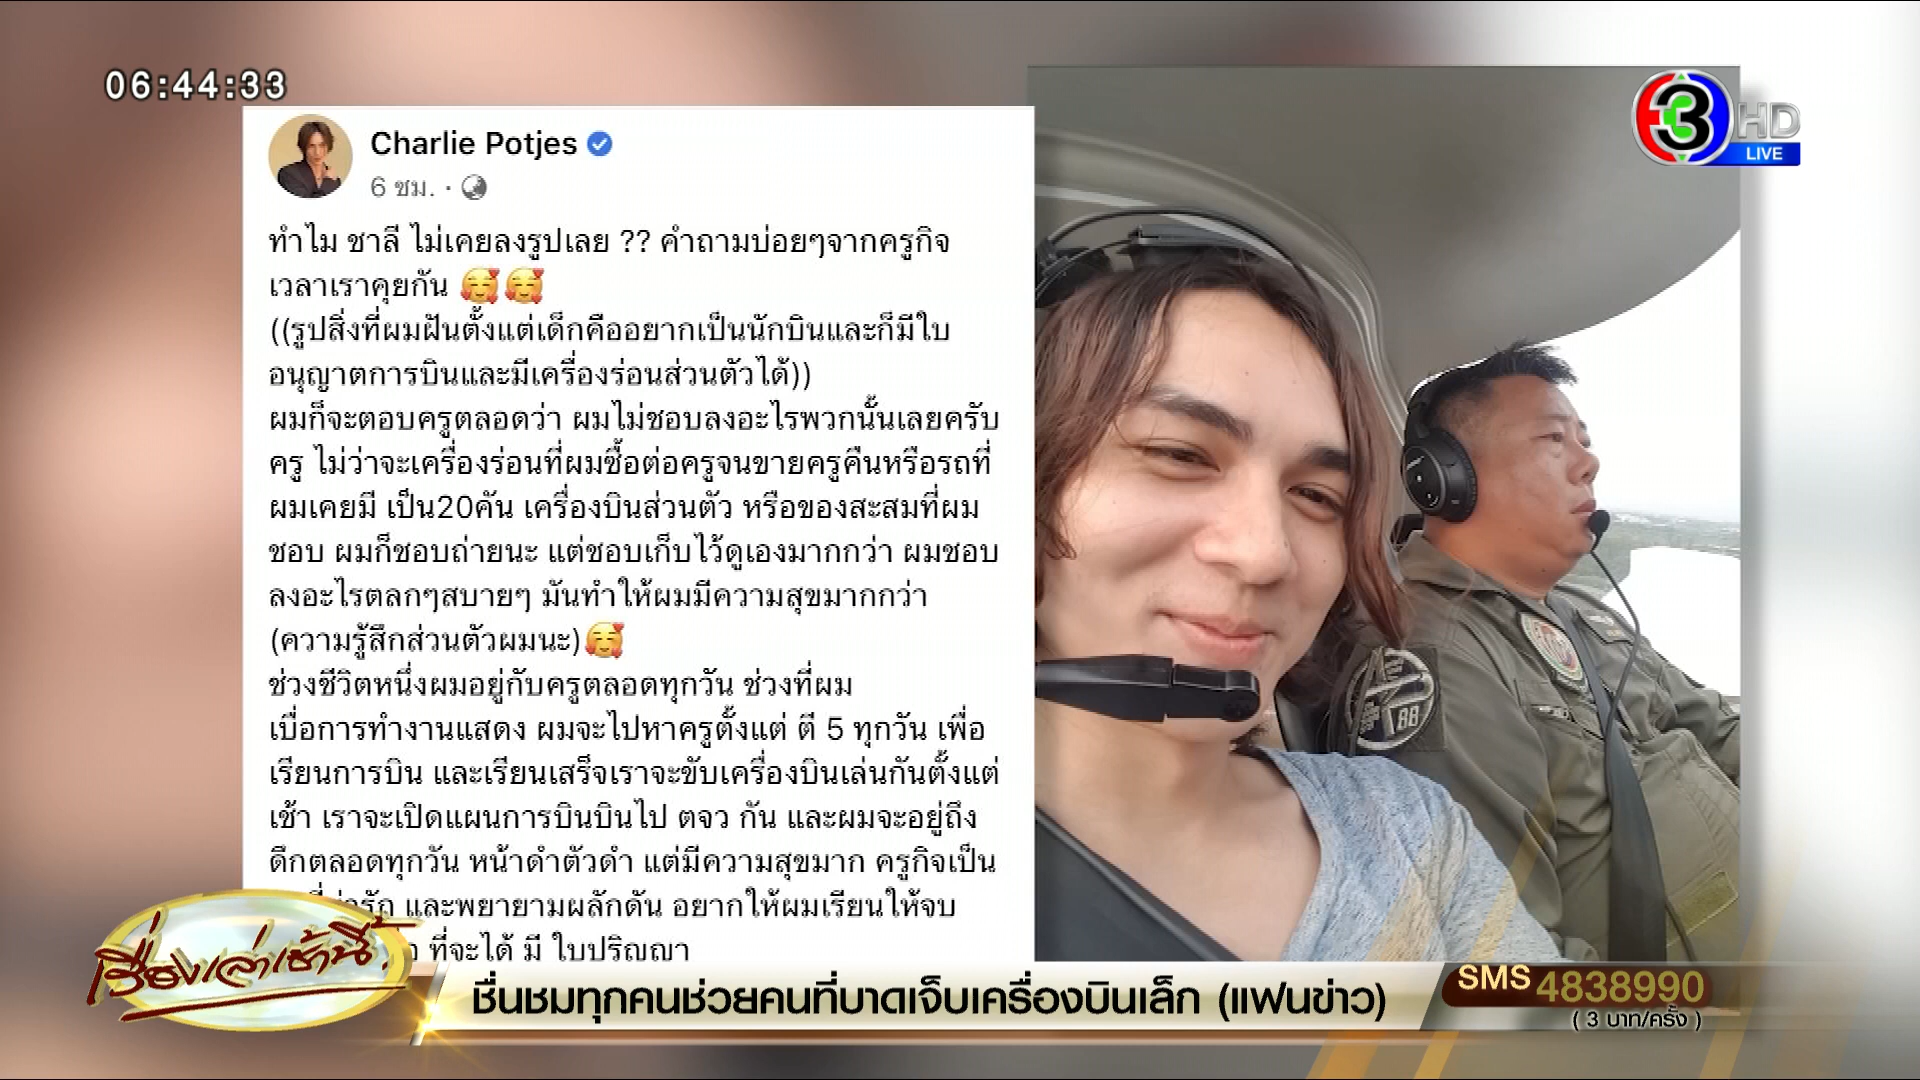 06:44:33
3 HD
LIVE
Charlie Potjes
6 ชม. ·
ทำไม ชาลี ไม่เคยลงรูปเลย ?? คำถามบ่อยๆจากครูกิจ
เวลาเราคุยกัน 🥰🥰
((รูปสิ่งที่ผมฝันตั้งแต่เด็กคืออยากเป็นนักบินและก็มีใบ
อนุญาตการบินและมีเครื่องร่อนส่วนตัวได้))
ผมก็จะตอบครูตลอดว่า ผมไม่ชอบลงอะไรพวกนั้นเลยครับ
ครู ไม่ว่าจะเครื่องร่อนที่ผมซื้อต่อครูจนขายครูคืนหรือรถที่
ผมเคยมี เป็น20คัน เครื่องบินส่วนตัว หรือของสะสมที่ผม
ชอบ ผมก็ชอบถ่ายนะ แต่ชอบเก็บไว้ดูเองมากกว่า ผมชอบ
ลงอะไรตลกๆสบายๆ มันทำให้ผมมีความสุขมากกว่า
(ความรู้สึกส่วนตัวผมนะ)🥰
ช่วงชีวิตหนึ่งผมอยู่กับครูตลอดทุกวัน ช่วงที่ผม
เบื่อการทำงานแสดง ผมจะไปหาครูตั้งแต่ ตี 5 ทุกวัน เพื่อ
เรียนการบิน และเรียนเสร็จเราจะขับเครื่องบินเล่นกันตั้งแต่
เช้า เราจะเปิดแผนการบินบินไป ตจว กัน และผมจะอยู่ถึง
ดึกตลอดทุกวัน หน้าดำตัวดำ แต่มีความสุขมาก ครูกิจเป็น
และพยายามผลักดัน อยากให้ผมเรียนให้จบ
ที่จะได้ มี ใบปริญญา
88
เรื่องเล่าเช้านี้
ชื่นชมทุกคนช่วยคนที่บาดเจ็บเครื่องบินเล็ก (แฟนข่าว)
SMS 4838990
( 3 บาท/ครั้ง )